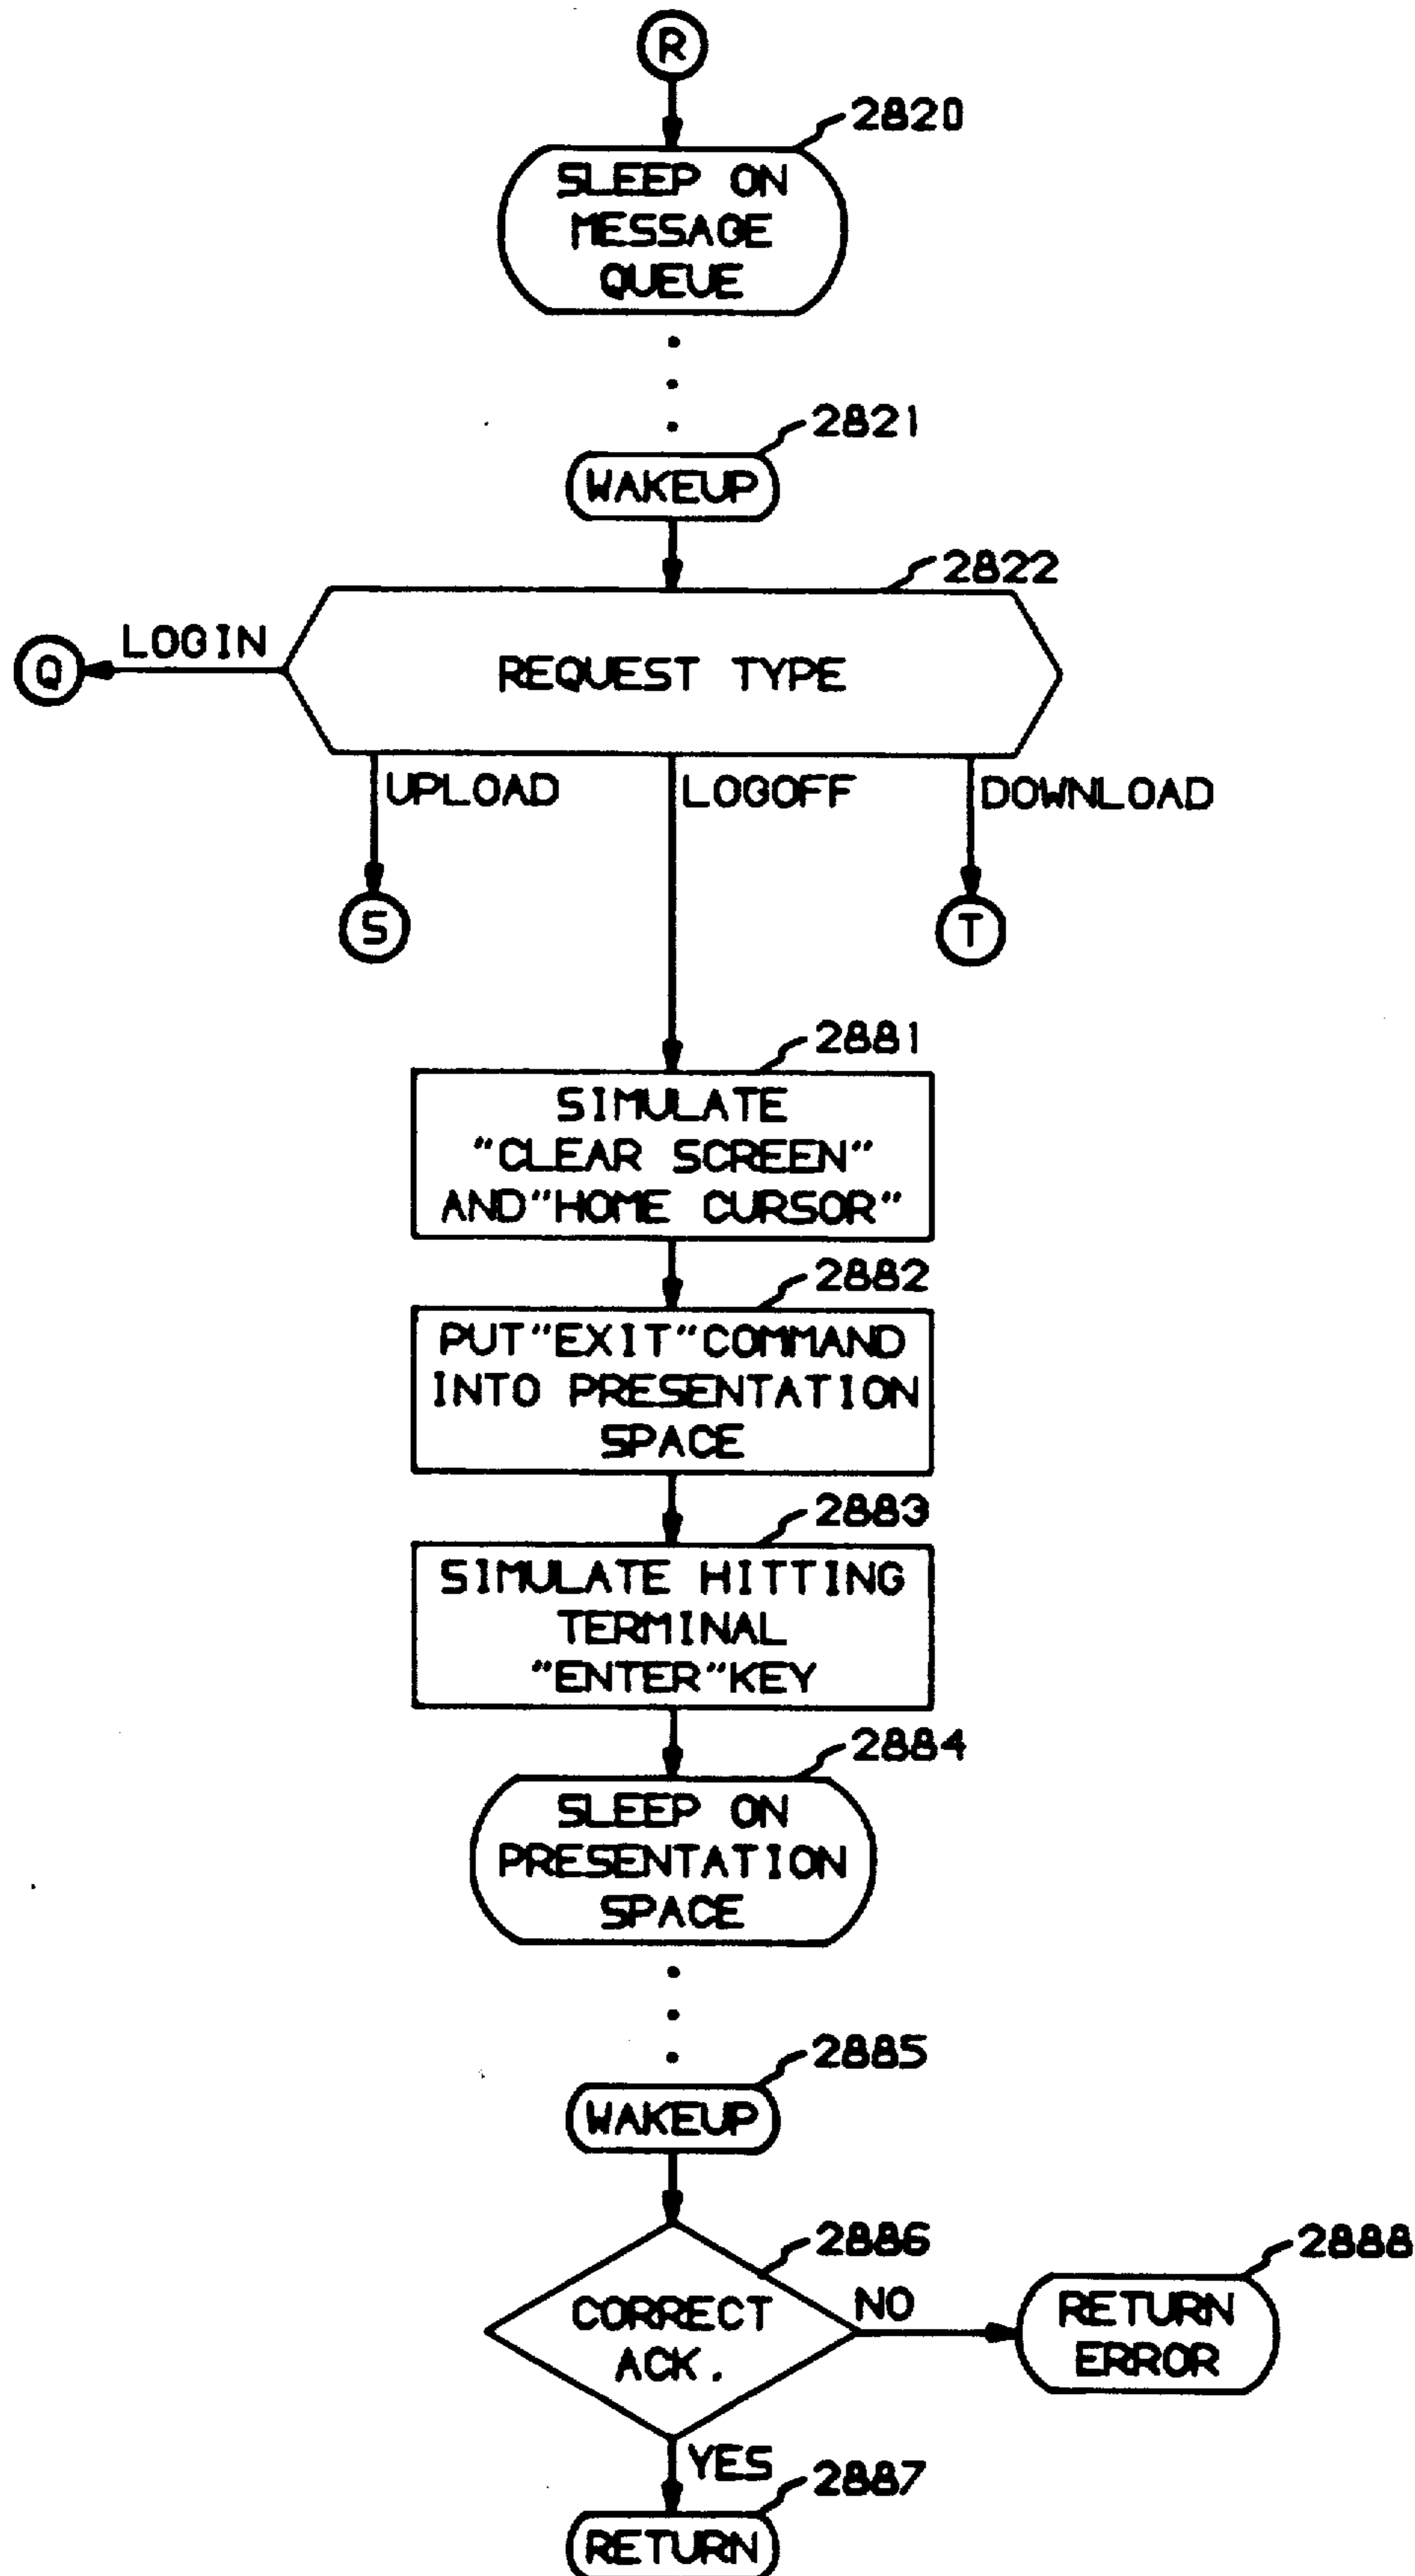 R
2820
SLEEP ON
MESSAGE
QUEUE
2821
WAKEUP
2822
REQUEST TYPE
LOGIN
Q
UPLOAD
LOGOFF
DOWNLOAD
S
T
2881
SIMULATE
"CLEAR SCREEN"
AND"HOME CURSOR"
2882
PUT"EXIT"COMMAND
INTO PRESENTATION
SPACE
2883
SIMULATE HITTING
TERMINAL
"ENTER"KEY
2884
SLEEP ON
PRESENTATION
SPACE
2885
WAKEUP
2886
CORRECT
ACK.
NO
2888
RETURN
ERROR
YES
2887
RETURN